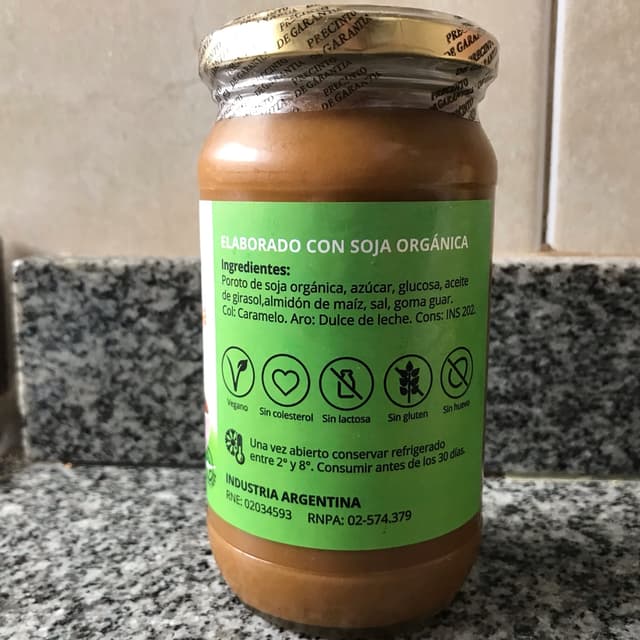 PRECINTO
DE GARANTIA
ELABORADO CON SOJA ORGÁNICA
Ingredientes:
Poroto de soja orgánica, azúcar, glucosa, aceite
de girasol,almidón de maíz, sal, goma guar.
Col: Caramelo. Aro: Dulce de leche. Cons: INS 202.
Vegano
Sin colesterol
Sin lactosa
Sin gluten
Sin huevo
Una vez abierto conservar refrigerado
entre 2° y 8°. Consumir antes de los 30 días.
INDUSTRIA ARGENTINA
RNE: 02034593 RNPA: 02-574.379